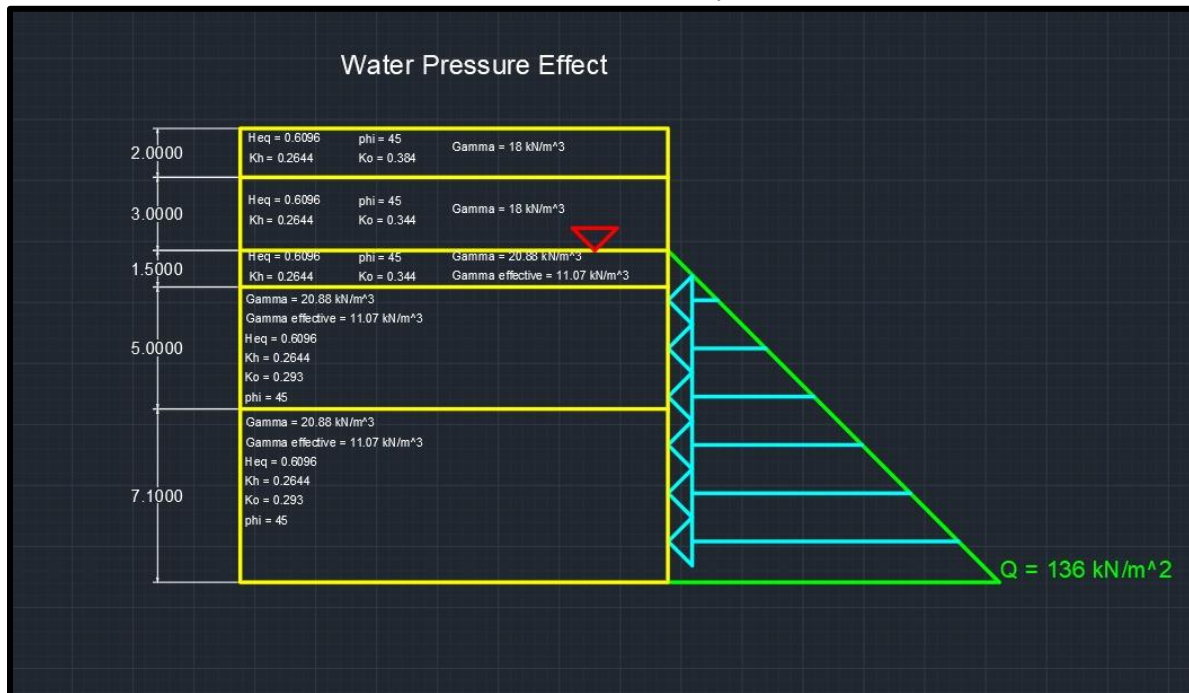 Water Pressure Effect
2.0000
Heq = 0.6096 phi = 45 Gamma = 18 kN/m^3
Kh = 0.2644 Ko = 0.384
3.0000
Heq = 0.6096 phi = 45 Gamma = 18 kN/m^3
Kh = 0.2644 Ko = 0.344
1.5000
Heq = 0.6096 phi = 45 Gamma = 20.88 kN/m^3
Kh = 0.2644 Ko = 0.344 Gamma effective = 11.07 kN/m^3
5.0000
Gamma = 20.88 kN/m^3
Gamma effective = 11.07 kN/m^3
Heq = 0.6096
Kh = 0.2644
Ko = 0.293
phi = 45
7.1000
Gamma = 20.88 kN/m^3
Gamma effective = 11.07 kN/m^3
Heq = 0.6096
Kh = 0.2644
Ko = 0.293
phi = 45
Q = 136 kN/m^2